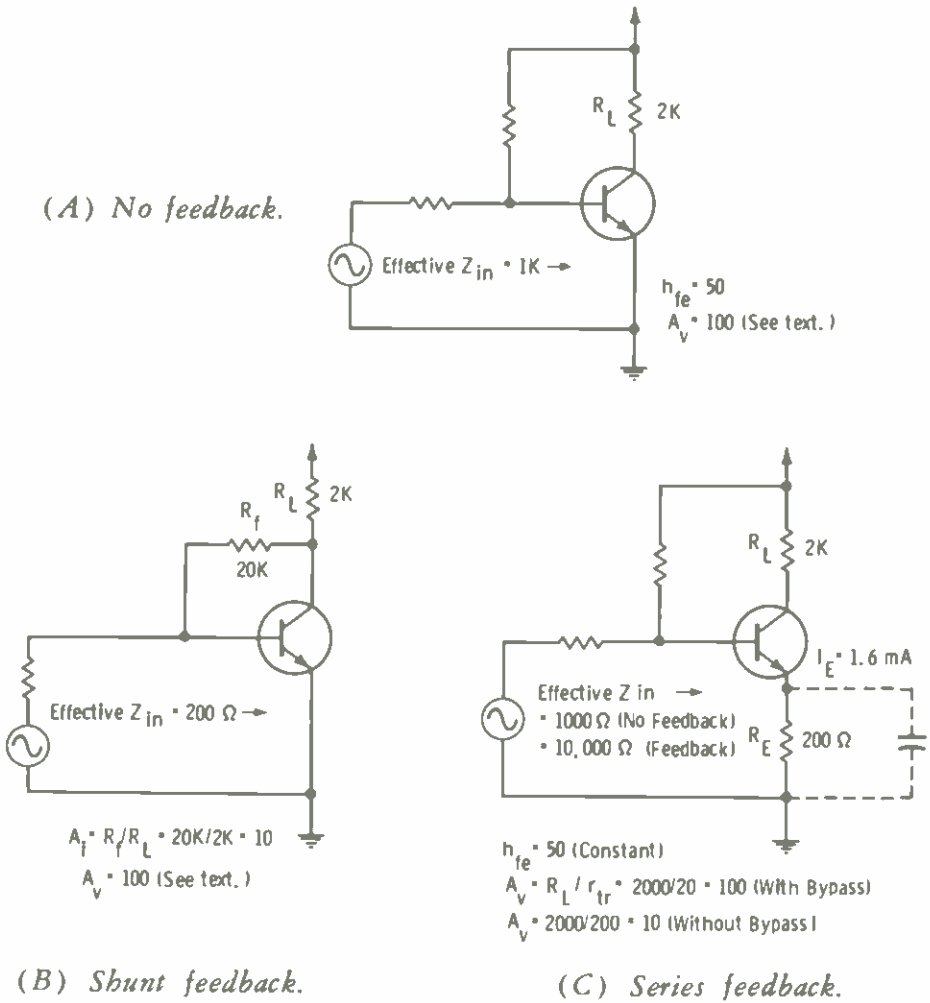 R_L 2K
(A) No feedback.
Effective Z_in = 1K →
h_fe = 50
A_v = 100 (See text.)
R_L 2K
R_f
20K
Effective Z_in = 200 Ω →
A_i = R_f/R_L = 20K/2K = 10
A_v = 100 (See text.)
(B) Shunt feedback.
R_L 2K
I_E = 1.6 mA
Effective Z in →
= 1000 Ω (No Feedback)
= 10,000 Ω (Feedback)
R_E 200 Ω
h_fe = 50 (Constant)
A_v = R_L / r_tr = 2000/20 = 100 (With Bypass)
A_v = 2000/200 = 10 (Without Bypass)
(C) Series feedback.